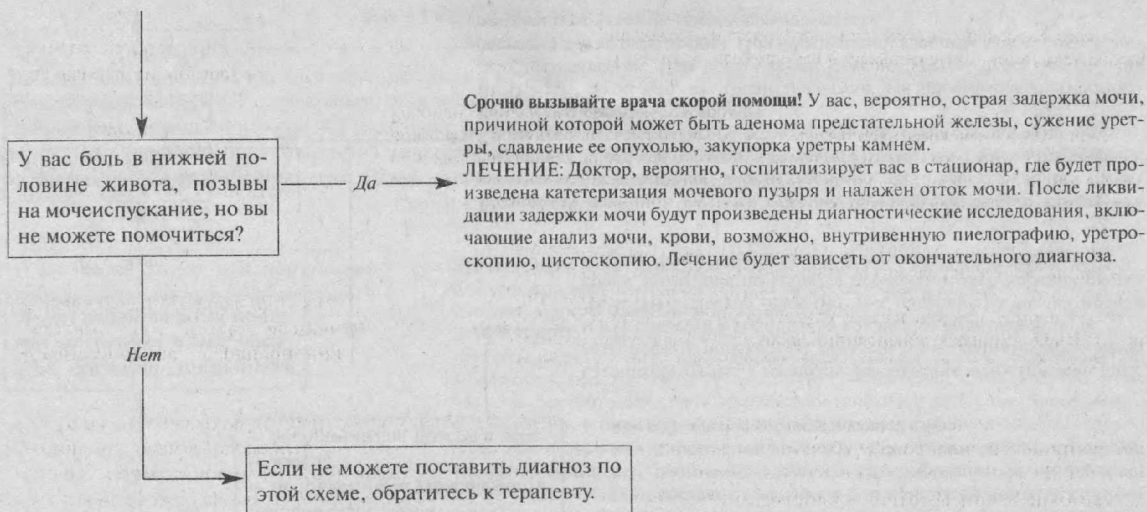 Срочно вызывайте врача скорой помощи! У вас, вероятно, острая задержка мочи,
причиной которой может быть аденома предстательной железы, сужение урет-
ры, сдавление ее опухолью, закупорка уретры камнем.
ЛЕЧЕНИЕ: Доктор, вероятно, госпитализирует вас в стационар, где будет про-
изведена катетеризация мочевого пузыря и налажен отток мочи. После ликви-
дации задержки мочи будут произведены диагностические исследования, вклю-
чающие анализ мочи, крови, возможно, внутривенную пиелографию, уретро-
скопию, цистоскопию. Лечение будет зависеть от окончательного диагноза.
У вас боль в нижней по-
ловине живота, позывы
на мочеиспускание, но вы
не можете помочиться?
Да
Нет
Если не можете поставить диагноз по
этой схеме, обратитесь к терапевту.